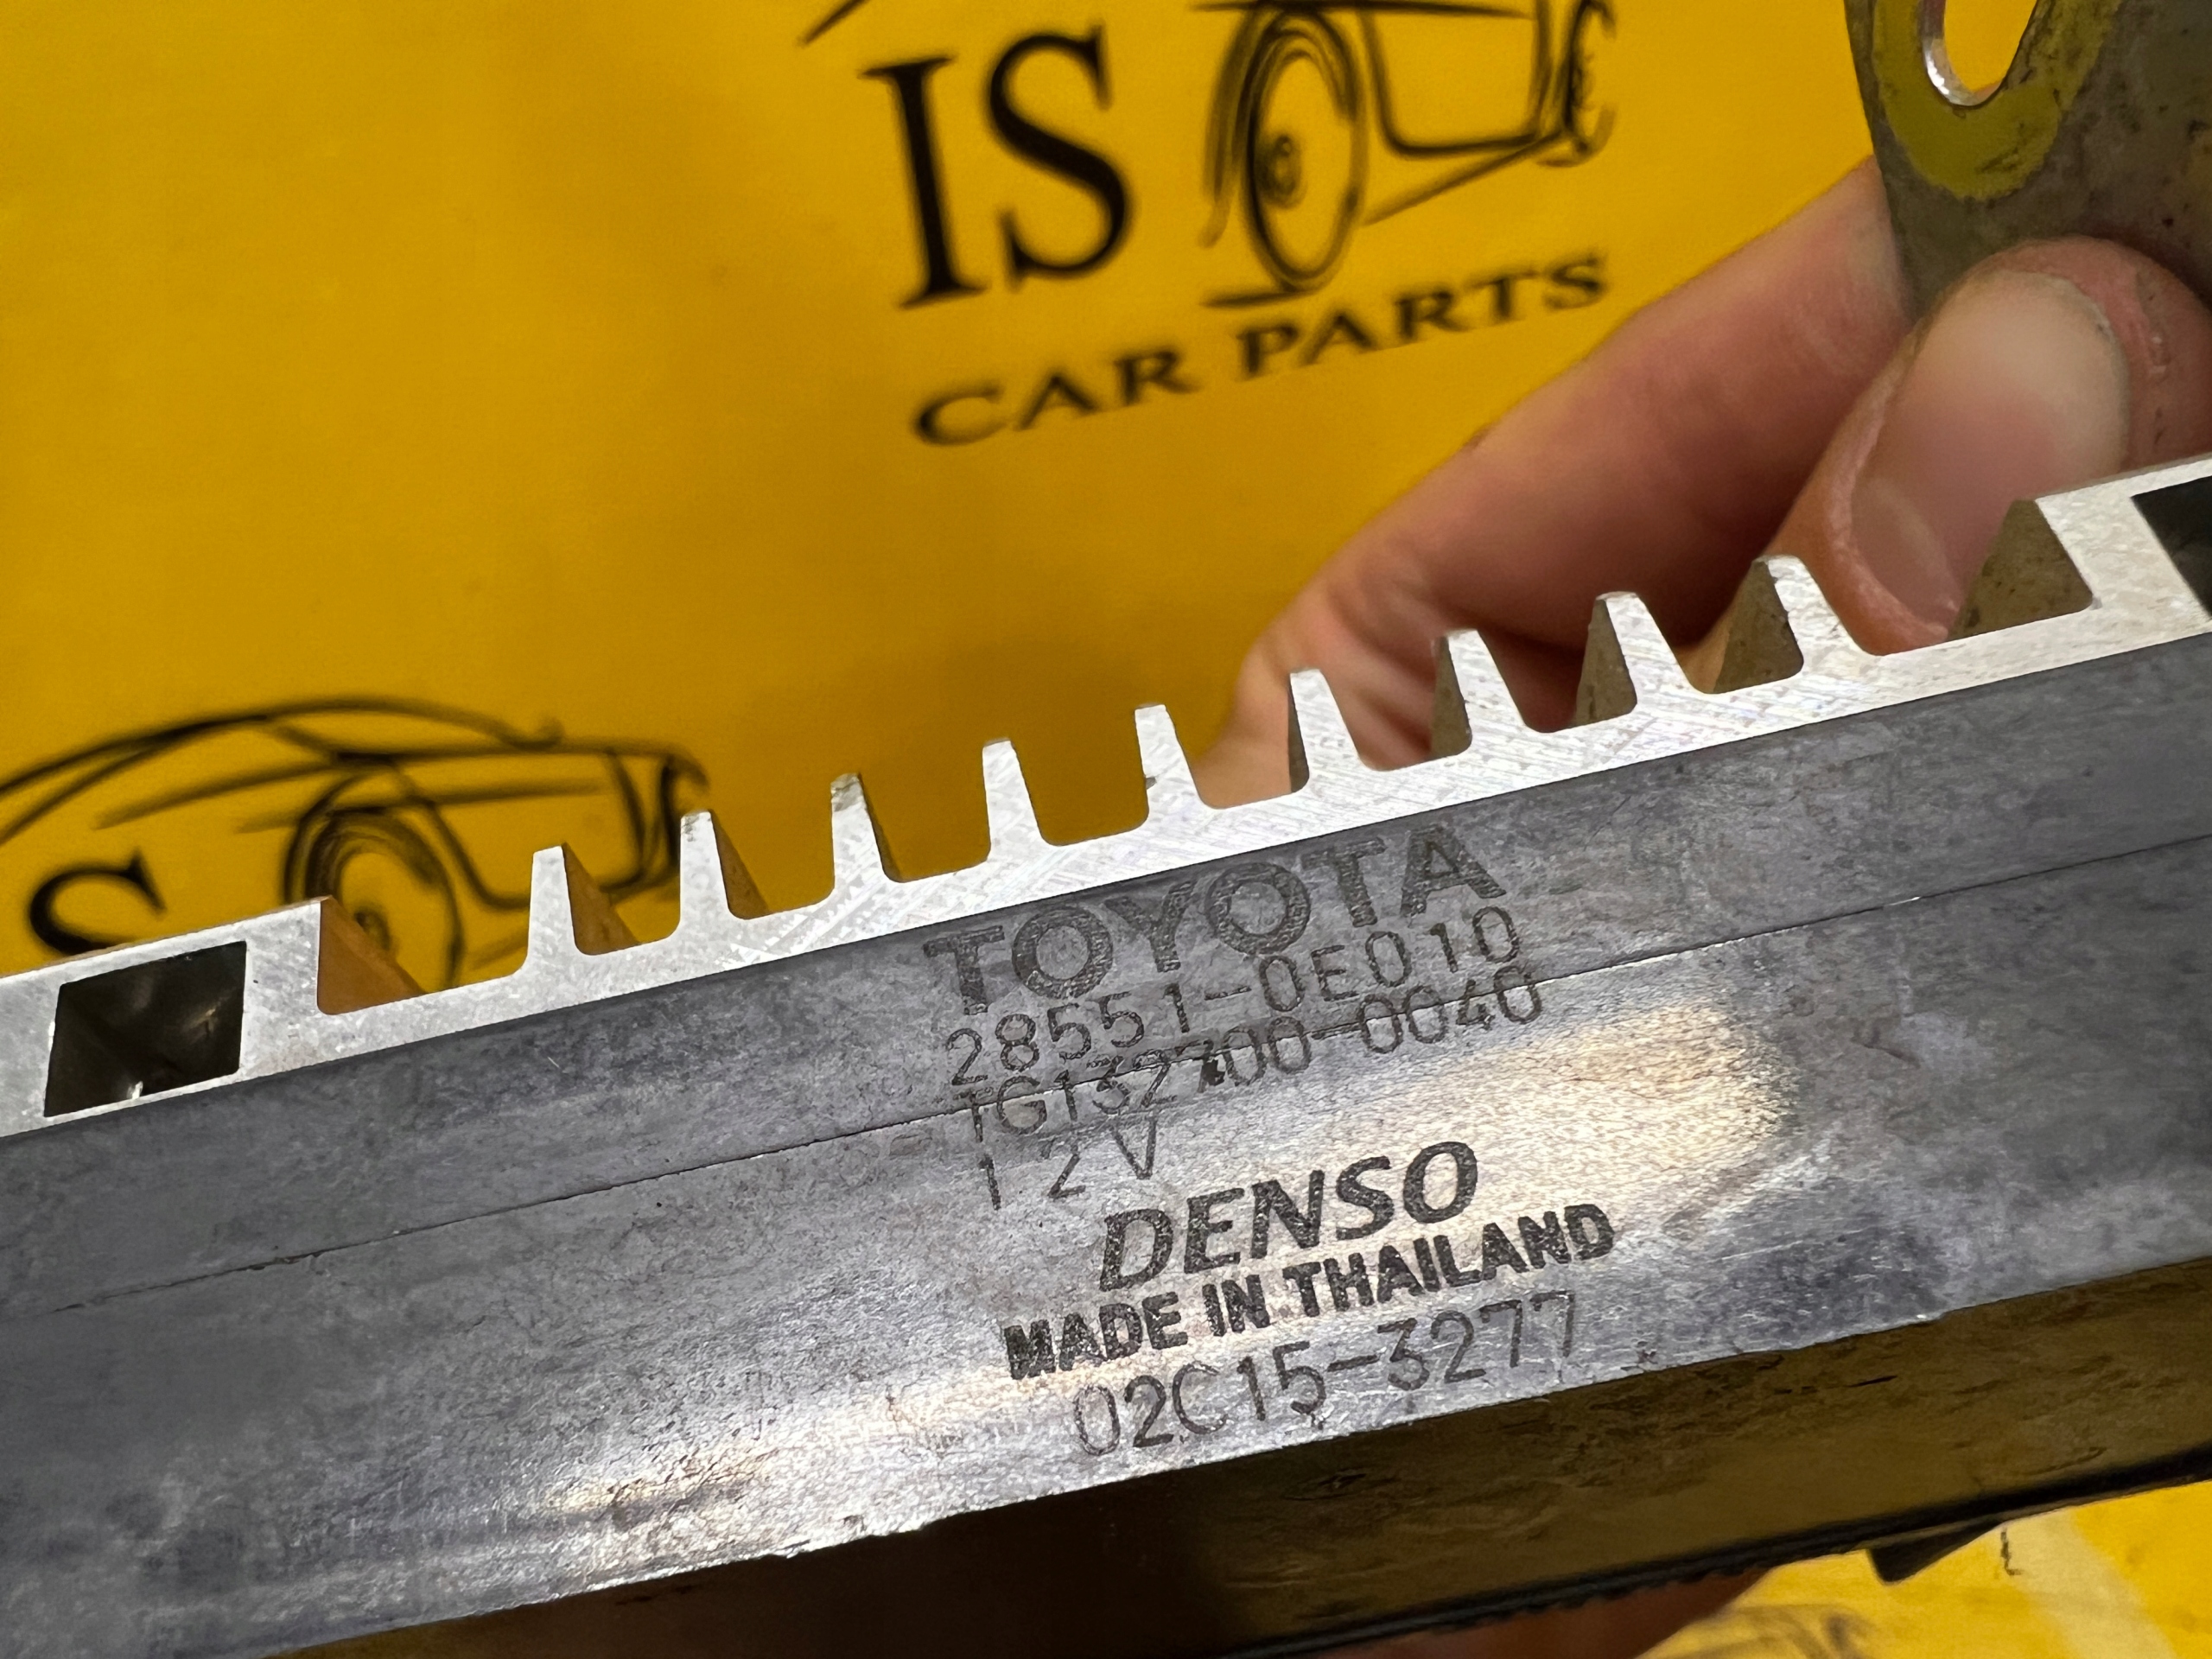 IS
CAR PARTS
S
TOYOTA
28551-0E010
TG132700-0040
12V
DENSO
MADE IN THAILAND
02C15-3277